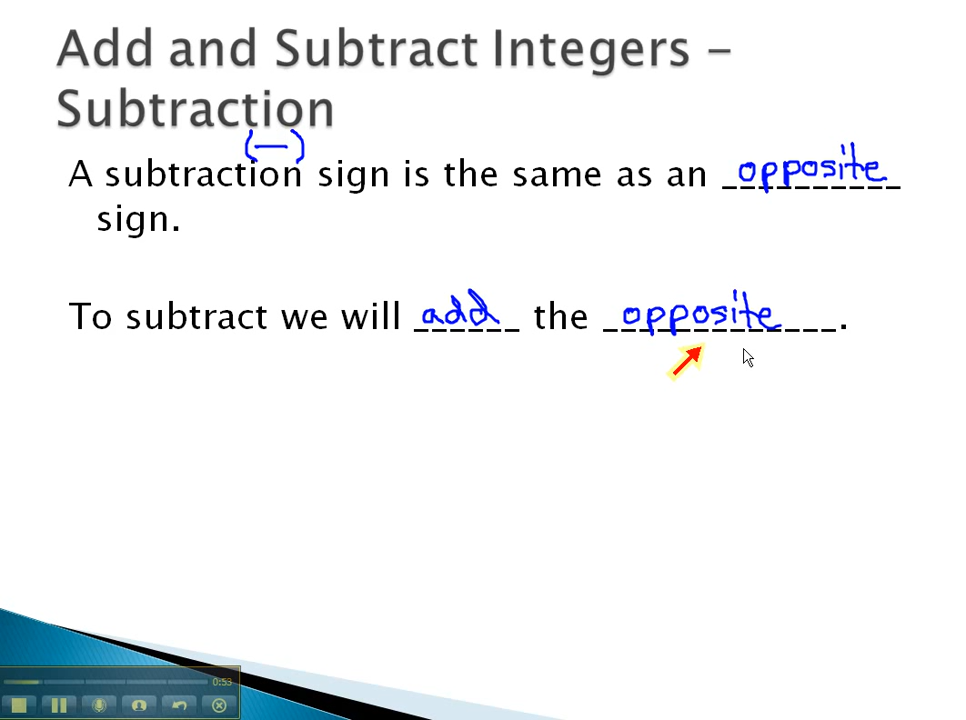 Add and Subtract Integers –
Subtraction
(—)
A subtraction sign is the same as an opposite
sign.
To subtract we will add the opposite.
0:53